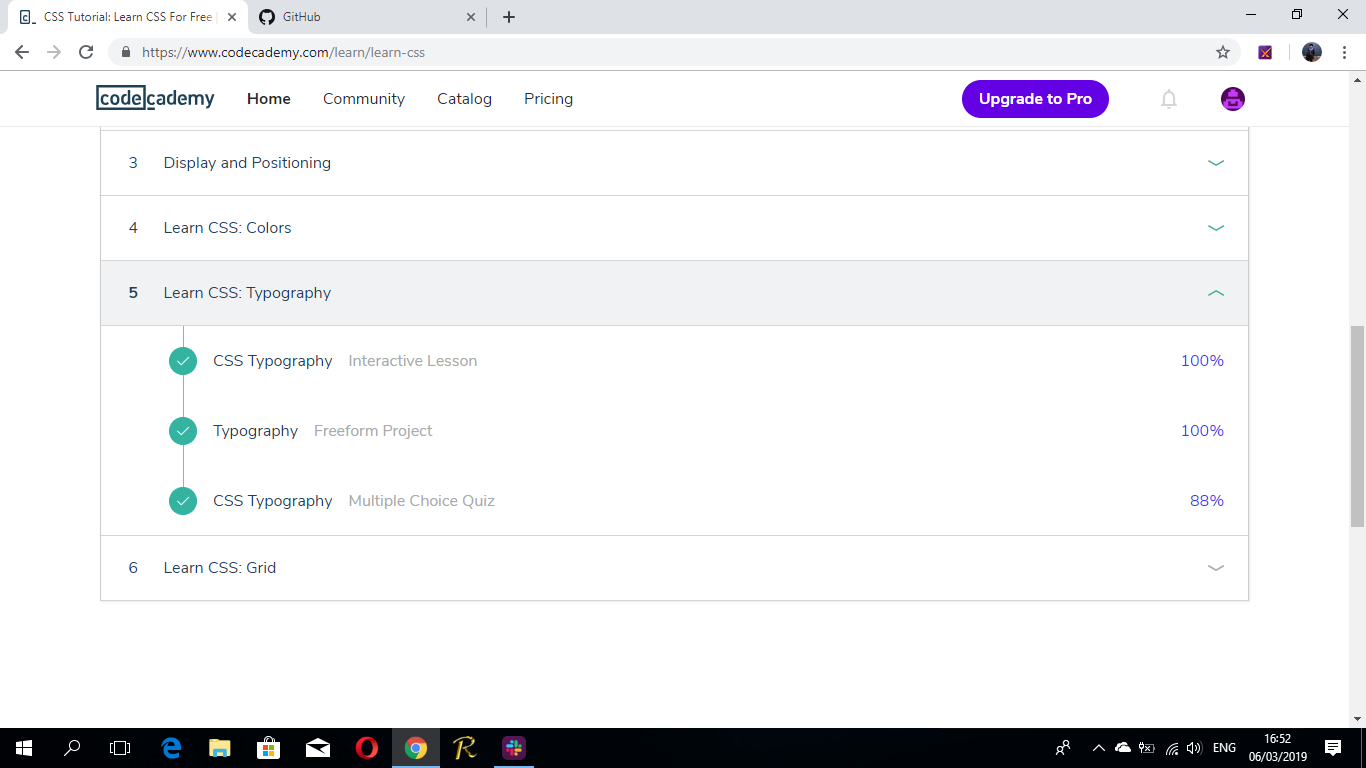 CSS Tutorial: Learn CSS For Free |
GitHub
https://www.codecademy.com/learn/learn-css
codecademy Home Community Catalog Pricing Upgrade to Pro
3 Display and Positioning
4 Learn CSS: Colors
5 Learn CSS: Typography
CSS Typography Interactive Lesson 100%
Typography Freeform Project 100%
CSS Typography Multiple Choice Quiz 88%
6 Learn CSS: Grid
ENG
16:52
06/03/2019